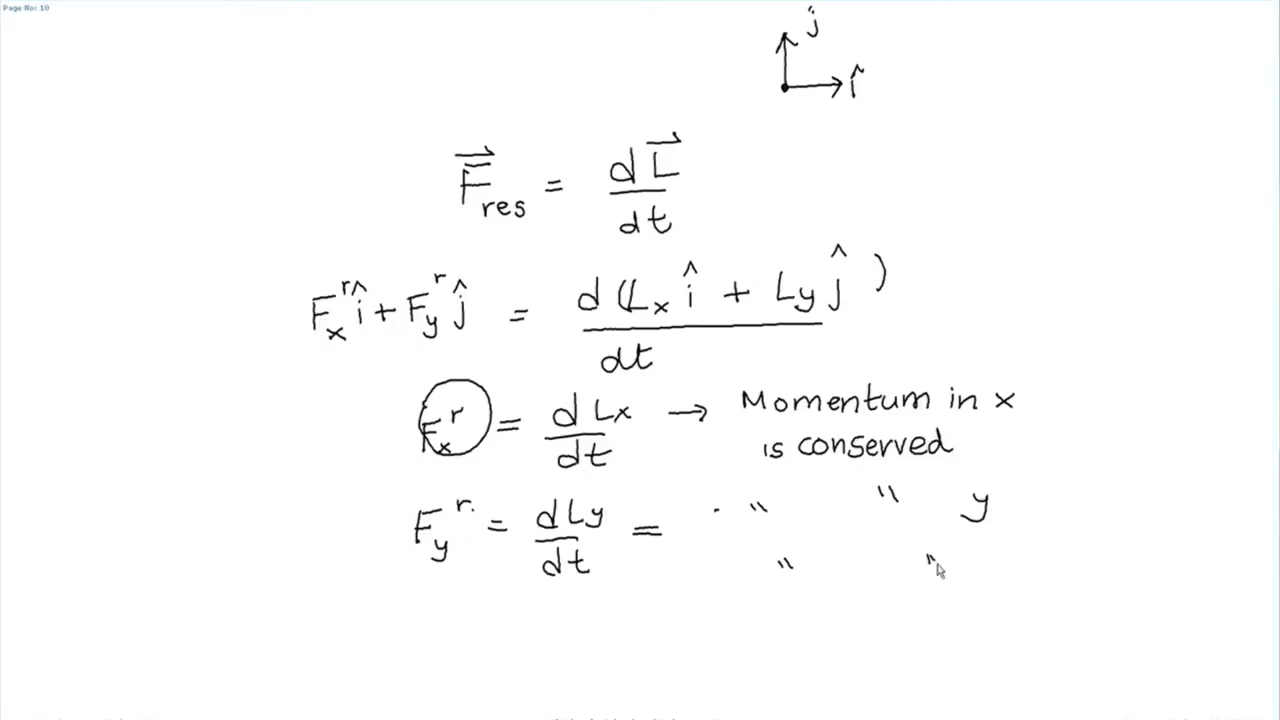 Page No: 10
ĵ
î
F⃗res = dL⃗/dt
Fxʳ î + Fyʳ ĵ = d(Lx î + Ly ĵ)/dt
Fxʳ = dLx/dt → Momentum in x
is conserved
Fyʳ = dLy/dt = " " y
" "